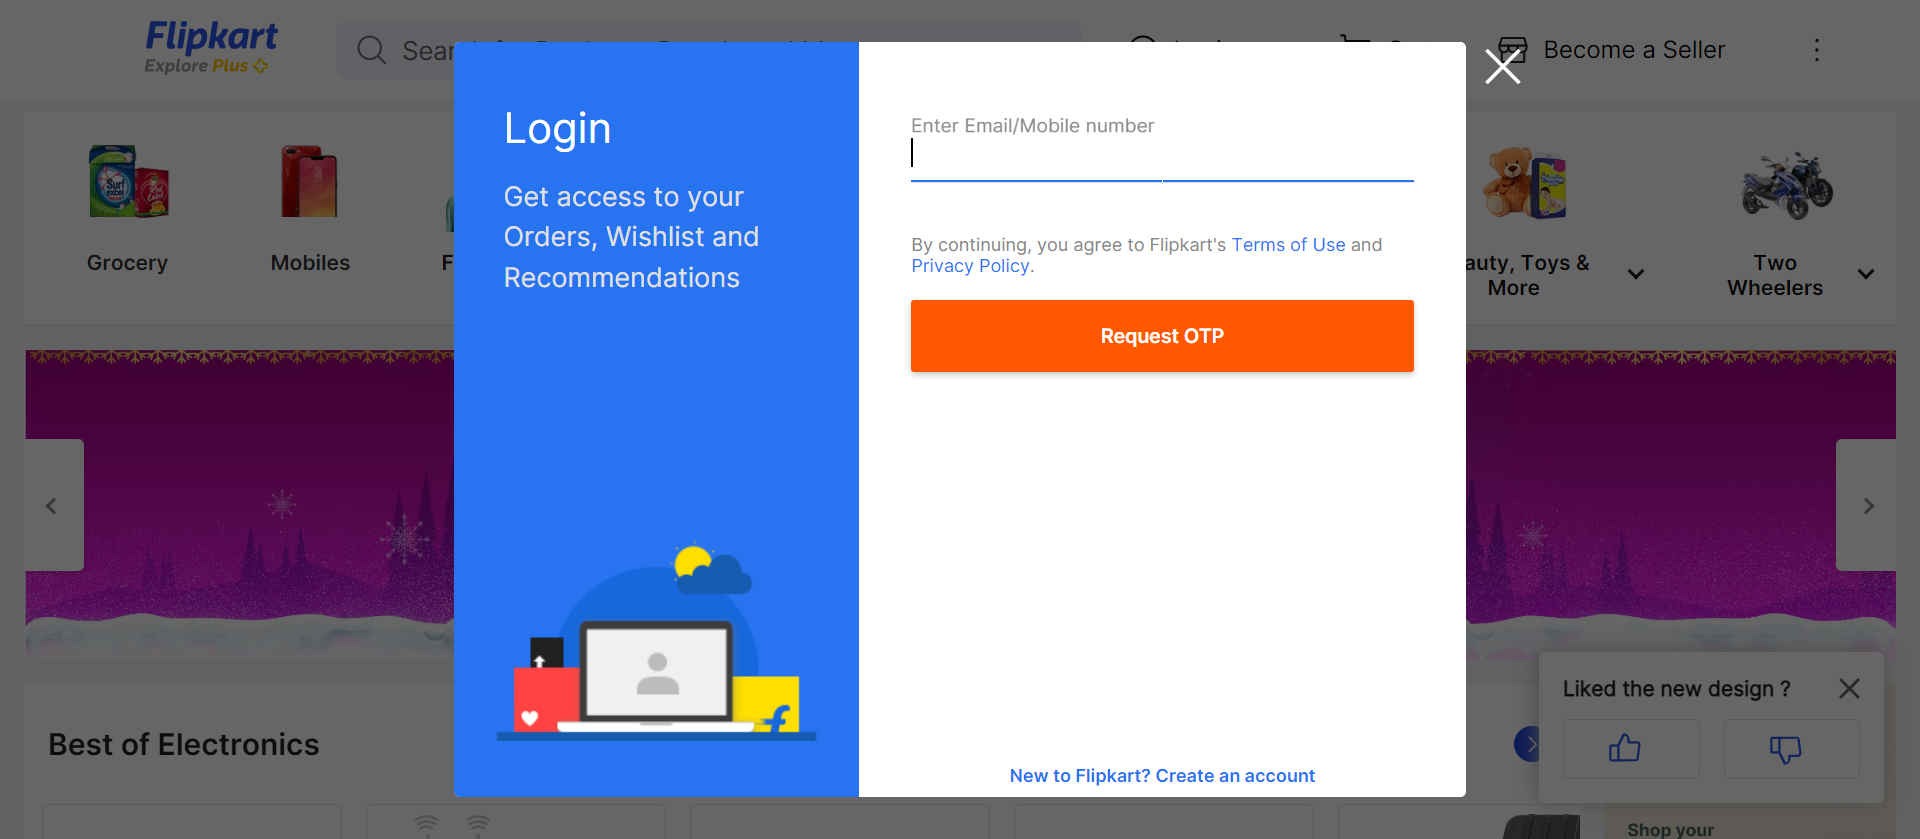 Flipkart
Explore Plus
Become a Seller
Login
Get access to your
Orders, Wishlist and
Recommendations
Enter Email/Mobile number
By continuing, you agree to Flipkart's Terms of Use and
Privacy Policy.
Request OTP
New to Flipkart? Create an account
Surf
excel
Grocery
Mobiles
auty, Toys &
More
Two
Wheelers
Liked the new design ?
Best of Electronics
Shop your